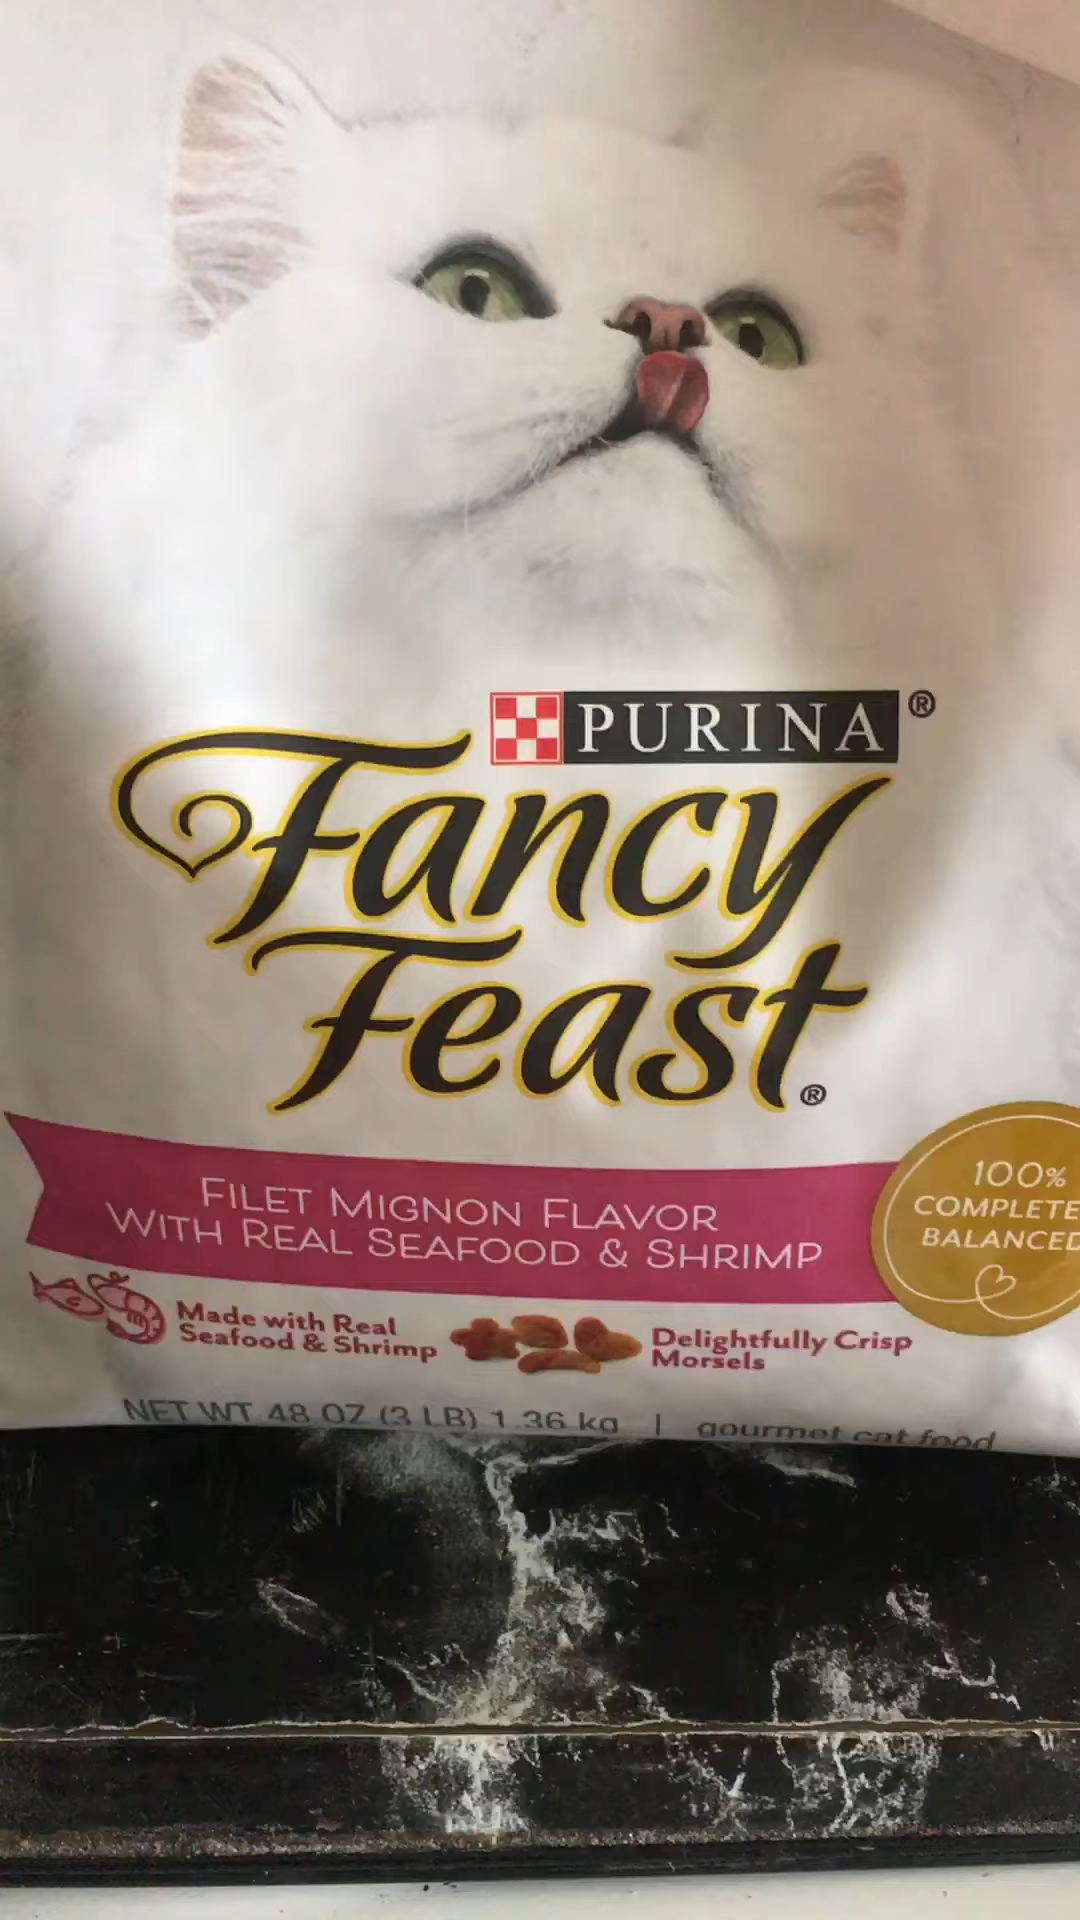 PURINA®
Fancy
Feast®
FILET MIGNON FLAVOR
WITH REAL SEAFOOD & SHRIMP
100%
COMPLETE
BALANCED
Made with Real
Seafood & Shrimp
Delightfully Crisp
Morsels
NET WT 48 OZ (3 LB) 1.36 kg | gourmet cat food